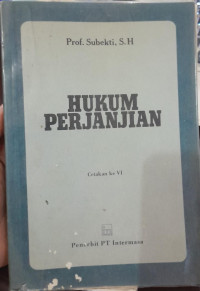 Prof. Subekti, S.H
HUKUM
PERJANJIAN
Cetakan ke VI
Penerbit PT Intermasa